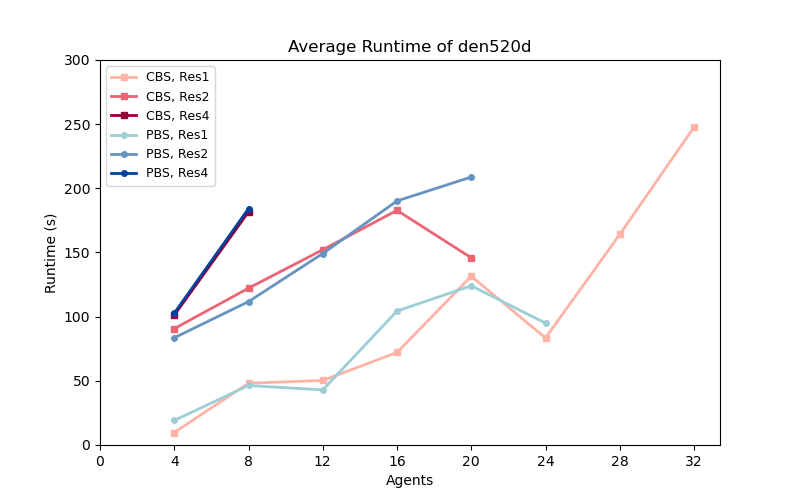 Average Runtime of den520d
300
250
200
150
100
50
0
Runtime (s)
CBS, Res1
CBS, Res2
CBS, Res4
PBS, Res1
PBS, Res2
PBS, Res4
0 4 8 12 16 20 24 28 32
Agents